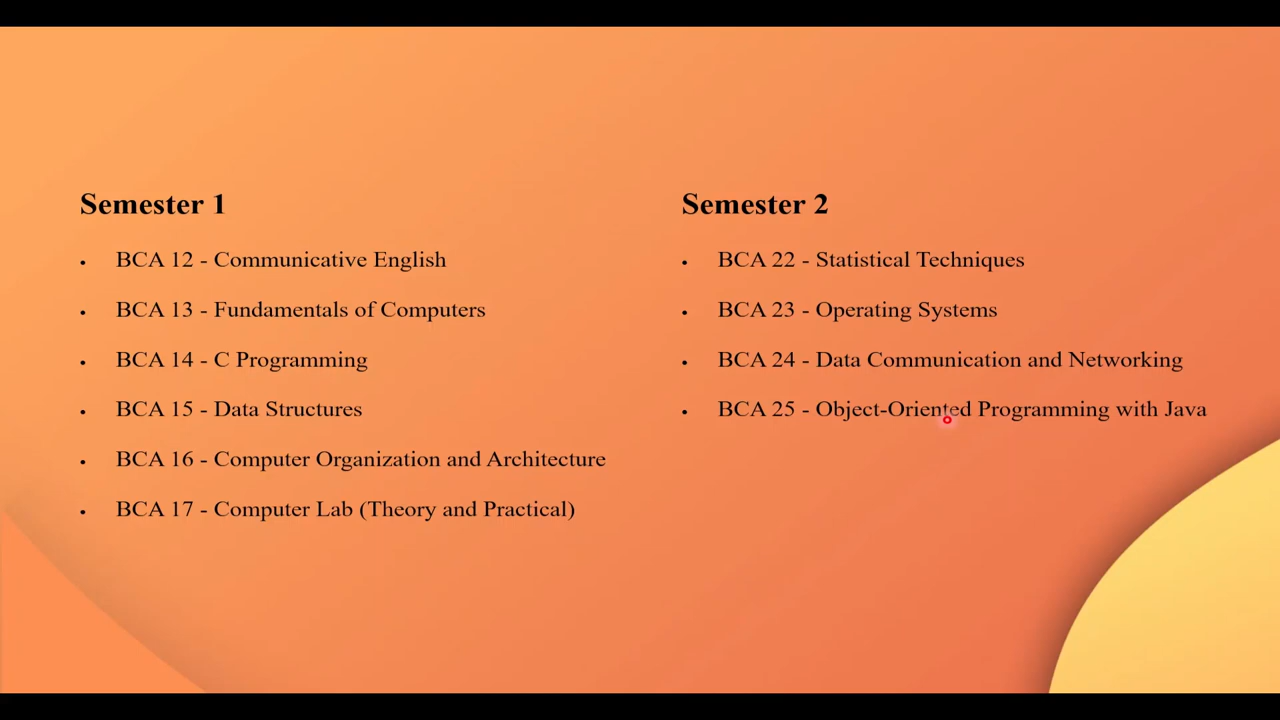 Semester 1
• BCA 12 - Communicative English
• BCA 13 - Fundamentals of Computers
• BCA 14 - C Programming
• BCA 15 - Data Structures
• BCA 16 - Computer Organization and Architecture
• BCA 17 - Computer Lab (Theory and Practical)
Semester 2
• BCA 22 - Statistical Techniques
• BCA 23 - Operating Systems
• BCA 24 - Data Communication and Networking
• BCA 25 - Object-Oriented Programming with Java